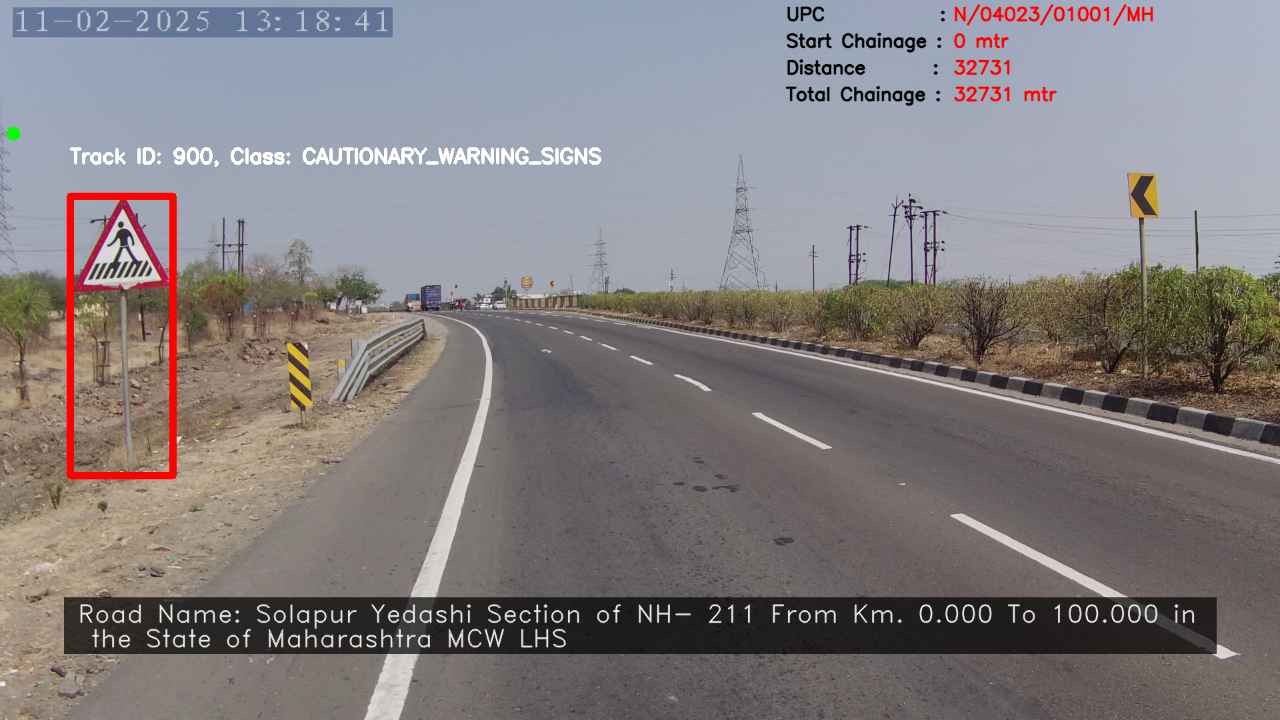 11-02-2025 13:18:41
UPC : N/04023/01001/MH
Start Chainage : 0 mtr
Distance : 32731
Total Chainage : 32731 mtr
Track ID: 900, Class: CAUTIONARY_WARNING_SIGNS
Road Name: Solapur Yedashi Section of NH- 211 From Km. 0.000 To 100.000 in
the State of Maharashtra MCW LHS